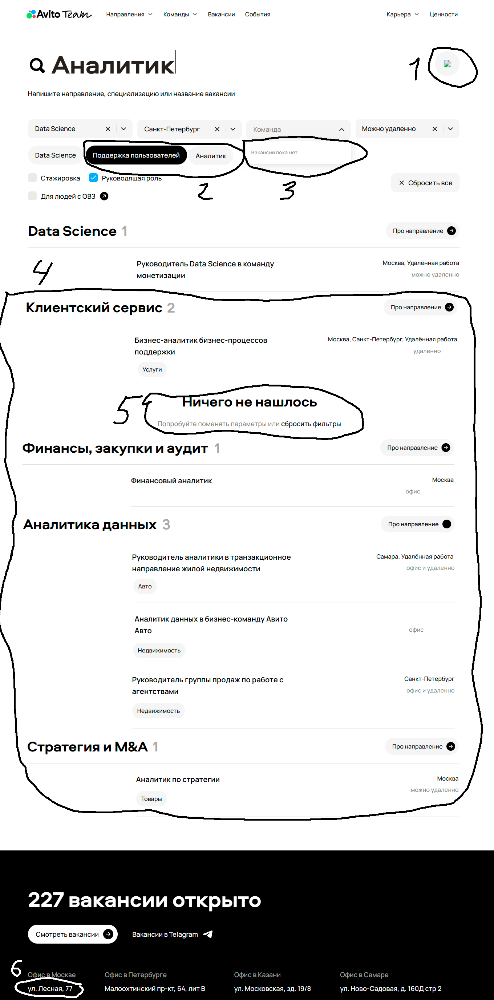 Avito Team Направления Команды Вакансии События Карьера Ценности
Аналитик
1
Напишите направление, специализацию или название вакансии
Data Science Санкт-Петербург Команда Можно удаленно
Data Science Поддержка пользователей Аналитик Вакансий пока нет
Стажировка Руководящая роль
2 3
Сбросить все
Для людей с ОВЗ
Data Science 1 Про направление
4
Руководитель Data Science в команду
монетизации
Москва, Удалённая работа
можно удаленно
Клиентский сервис 2 Про направление
Бизнес-аналитик бизнес-процессов
поддержки
Москва, Санкт-Петербург, Удалённая работа
удаленно
Услуги
5
Ничего не нашлось
Попробуйте поменять параметры или сбросить фильтры
Финансы, закупки и аудит 1 Про направление
Финансовый аналитик
Москва
офис
Аналитика данных 3 Про направление
Руководитель аналитики в транзакционное
направление жилой недвижимости
Самара, Удалённая работа
офис и удаленно
Авто
Аналитик данных в бизнес-команду Авито
Авто
офис
Недвижимость
Руководитель группы продаж по работе с
агентствами
Санкт-Петербург
офис и удаленно
Недвижимость
Стратегия и M&A 1 Про направление
Аналитик по стратегии
Москва
можно удаленно
Товары
227 вакансии открыто
Смотреть вакансии Вакансии в Telagram
6
Офис в Москве Офис в Петербурге Офис в Казани Офис в Самаре
ул. Лесная, 77 Малоохтинский пр-кт, 64, лит В ул. Московская, зд. 19/8 ул. Ново-Садовая, д. 160Д стр 2